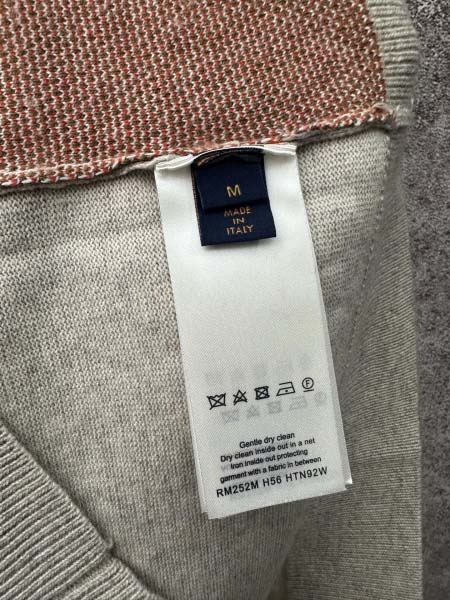 M
MADE
IN
ITALY
Gentle dry clean
Dry clean inside out in a net
Iron inside out protecting
garment with a fabric in between
RM252M H56 HTN92W